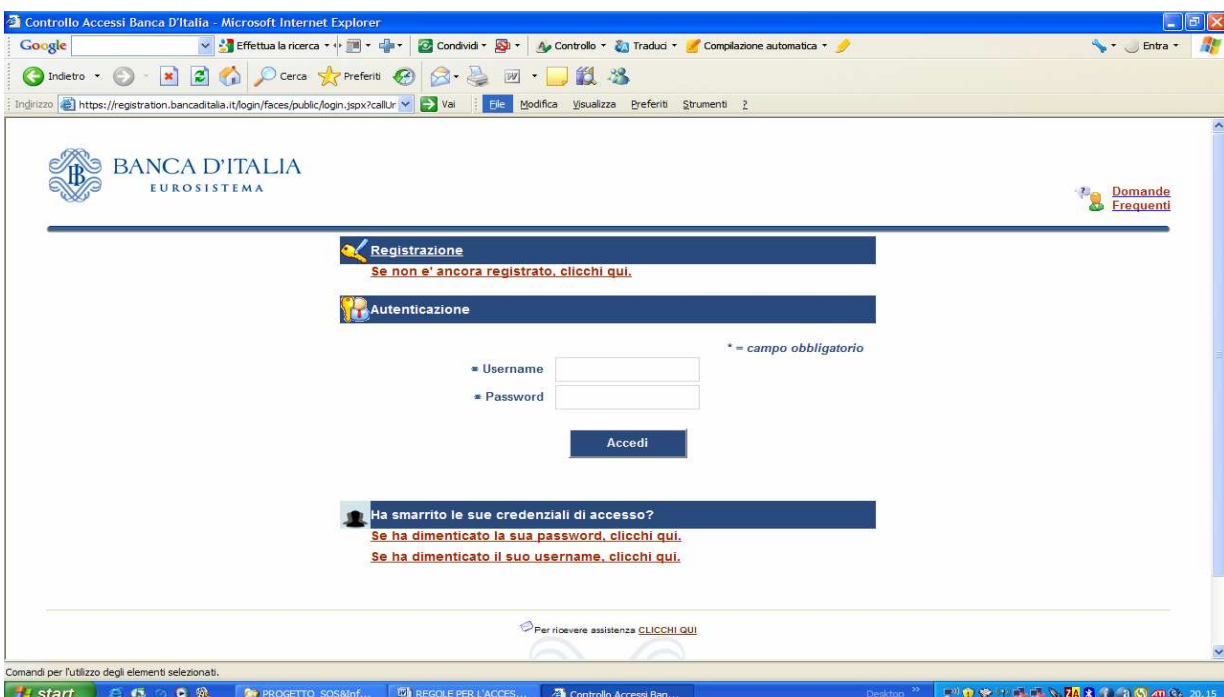 Controllo Accessi Banca D'Italia - Microsoft Internet Explorer
Google Effettua la ricerca Condividi Controllo Traduci Compilazione automatica Entra
Indietro Cerca Preferiti
Indirizzo https://registration.bancaditalia.it/login/faces/public/login.jspx?callUr Vai File Modifica Visualizza Preferiti Strumenti ?
BANCA D'ITALIA
EUROSISTEMA
Domande
Frequenti
Registrazione
Se non e' ancora registrato, clicchi qui.
Autenticazione
* = campo obbligatorio
* Username
* Password
Accedi
Ha smarrito le sue credenziali di accesso?
Se ha dimenticato la sua password, clicchi qui.
Se ha dimenticato il suo username, clicchi qui.
Per ricevere assistenza CLICCHI QUI
Comandi per l'utilizzo degli elementi selezionati.
start PROGETTO SOS&Inf... REGOLE PER L'ACCES... Controllo Accessi Ban... Desktop 20.15